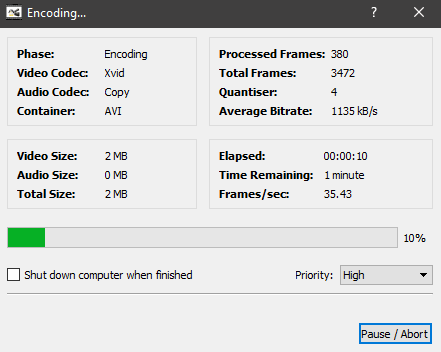 Encoding...
Phase: Encoding
Video Codec: Xvid
Audio Codec: Copy
Container: AVI
Processed Frames: 380
Total Frames: 3472
Quantiser: 4
Average Bitrate: 1135 kB/s
Video Size: 2 MB
Audio Size: 0 MB
Total Size: 2 MB
Elapsed: 00:00:10
Time Remaining: 1 minute
Frames/sec: 35.43
10%
Shut down computer when finished
Priority: High
Pause / Abort